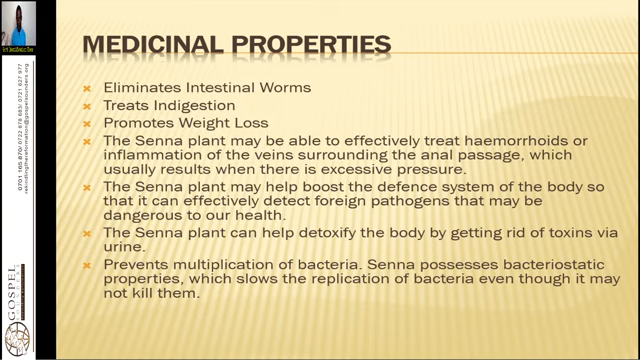 MEDICINAL PROPERTIES
Eliminates Intestinal Worms
Treats Indigestion
Promotes Weight Loss
The Senna plant may be able to effectively treat haemorrhoids or
inflammation of the veins surrounding the anal passage, which
usually results when there is excessive pressure.
The Senna plant may help boost the defence system of the body so
that it can effectively detect foreign pathogens that may be
dangerous to our health.
The Senna plant can help detoxify the body by getting rid of toxins via
urine.
Prevents multiplication of bacteria. Senna possesses bacteriostatic
properties, which slows the replication of bacteria even though it may
not kill them.
GOSPEL